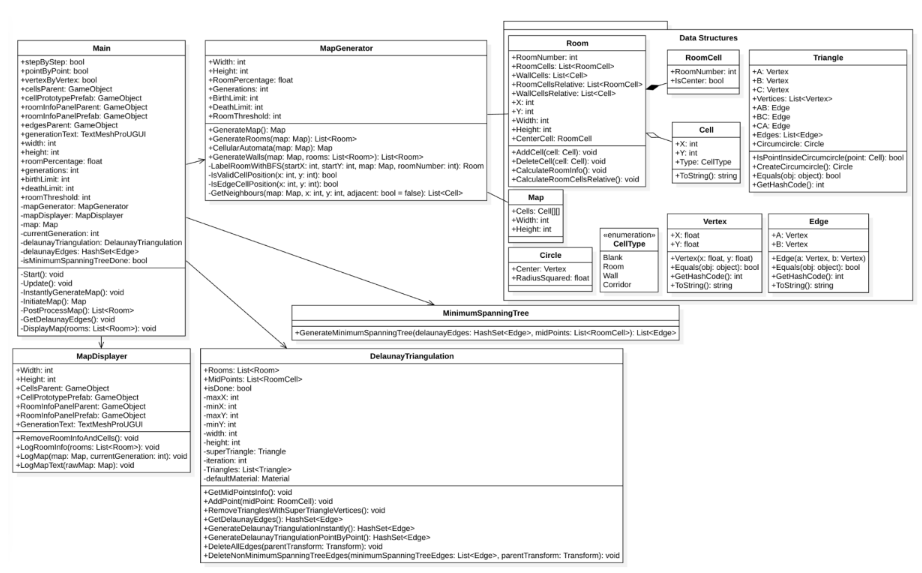 Main
+stepByStep: bool
+pointByPoint: bool
+vertexByVertex: bool
+cellsParent: GameObject
+cellPrototypePrefab: GameObject
+roomInfoPanelParent: GameObject
+roomInfoPanelPrefab: GameObject
+edgesParent: GameObject
+generationText: TextMeshProUGUI
+width: int
+height: int
+roomPercentage: float
+generations: int
+birthLimit: int
+deathLimit: int
+roomThreshold: int
-mapGenerator: MapGenerator
-mapDisplayer: MapDisplayer
-map: Map
-currentGeneration: int
-delaunayTriangulation: DelaunayTriangulation
-delaunayEdges: HashSet<Edge>
-isMinimumSpanningTreeDone: bool
-Start(): void
-Update(): void
-InstantlyGenerateMap(): void
-InitiateMap(): Map
-PostProcessMap(): List<Room>
-GetDelaunayEdges(): void
-DisplayMap(rooms: List<Room>): void
MapGenerator
+Width: int
+Height: int
+RoomPercentage: float
+Generations: int
+BirthLimit: int
+DeathLimit: int
+RoomThreshold: int
+GenerateMap(): Map
+GenerateRooms(map: Map): List<Room>
+CellularAutomata(map: Map): Map
+GenerateWalls(map: Map, rooms: List<Room>): List<Room>
-LabelRoomWithBFS(startX: int, startY: int, map: Map, roomNumber: int): Room
-IsValidCellPosition(x: int, y: int): bool
-IsEdgeCellPosition(x: int, y: int): bool
-GetNeighbours(map: Map, x: int, y: int, adjacent: bool = false): List<Cell>
Data Structures
Room
+RoomNumber: int
+RoomCells: List<RoomCell>
+WallCells: List<Cell>
+RoomCellsRelative: List<RoomCell>
+WallCellsRelative: List<Cell>
+X: int
+Y: int
+Width: int
+Height: int
+CenterCell: RoomCell
+AddCell(cell: Cell): void
+DeleteCell(cell: Cell): void
+CalculateRoomInfo(): void
+CalculateRoomCellsRelative(): void
RoomCell
+RoomNumber: int
+IsCenter: bool
Triangle
+A: Vertex
+B: Vertex
+C: Vertex
+Vertices: List<Vertex>
+AB: Edge
+BC: Edge
+CA: Edge
+Edges: List<Edge>
+Circumcircle: Circle
+IsPointInsideCircumcircle(point: Cell): bool
+CreateCircumcircle(): Circle
+Equals(obj: object): bool
+GetHashCode(): int
Cell
+X: int
+Y: int
+Type: CellType
+ToString(): string
Map
+Cells: Cell[][]
+Width: int
+Height: int
«enumeration»
CellType
Blank
Room
Wall
Corridor
Vertex
+X: float
+Y: float
+Vertex(x: float, y: float)
+Equals(obj: object): bool
+GetHashCode(): int
+ToString(): string
Edge
+A: Vertex
+B: Vertex
+Edge(a: Vertex, b: Vertex)
+Equals(obj: object): bool
+GetHashCode(): int
+ToString(): string
Circle
+Center: Vertex
+RadiusSquared: float
MinimumSpanningTree
+GenerateMinimumSpanningTree(delaunayEdges: HashSet<Edge>, midPoints: List<RoomCell>): List<Edge>
MapDisplayer
+Width: int
+Height: int
+CellsParent: GameObject
+CellPrototypePrefab: GameObject
+RoomInfoPanelParent: GameObject
+RoomInfoPanelPrefab: GameObject
+GenerationText: TextMeshProUGUI
+RemoveRoomInfoAndCells(): void
+LogRoomInfo(rooms: List<Room>): void
+LogMap(map: Map, currentGeneration: int): void
+LogMapText(rawMap: Map): void
DelaunayTriangulation
+Rooms: List<Room>
+MidPoints: List<RoomCell>
+isDone: bool
-maxX: int
-minX: int
-maxY: int
-minY: int
-width: int
-height: int
-superTriangle: Triangle
-iteration: int
-Triangles: List<Triangle>
-defaultMaterial: Material
+GetMidPointsInfo(): void
+AddPoint(midPoint: RoomCell): void
+RemoveTrianglesWithSuperTriangleVertices(): void
+GetDelaunayEdges(): HashSet<Edge>
+GenerateDelaunayTriangulationInstantly(): HashSet<Edge>
+GenerateDelaunayTriangulationPointByPoint(): HashSet<Edge>
+DeleteAllEdges(parentTransform: Transform): void
+DeleteNonMinimumSpanningTreeEdges(minimumSpanningTreeEdges: List<Edge>, parentTransform: Transform): void